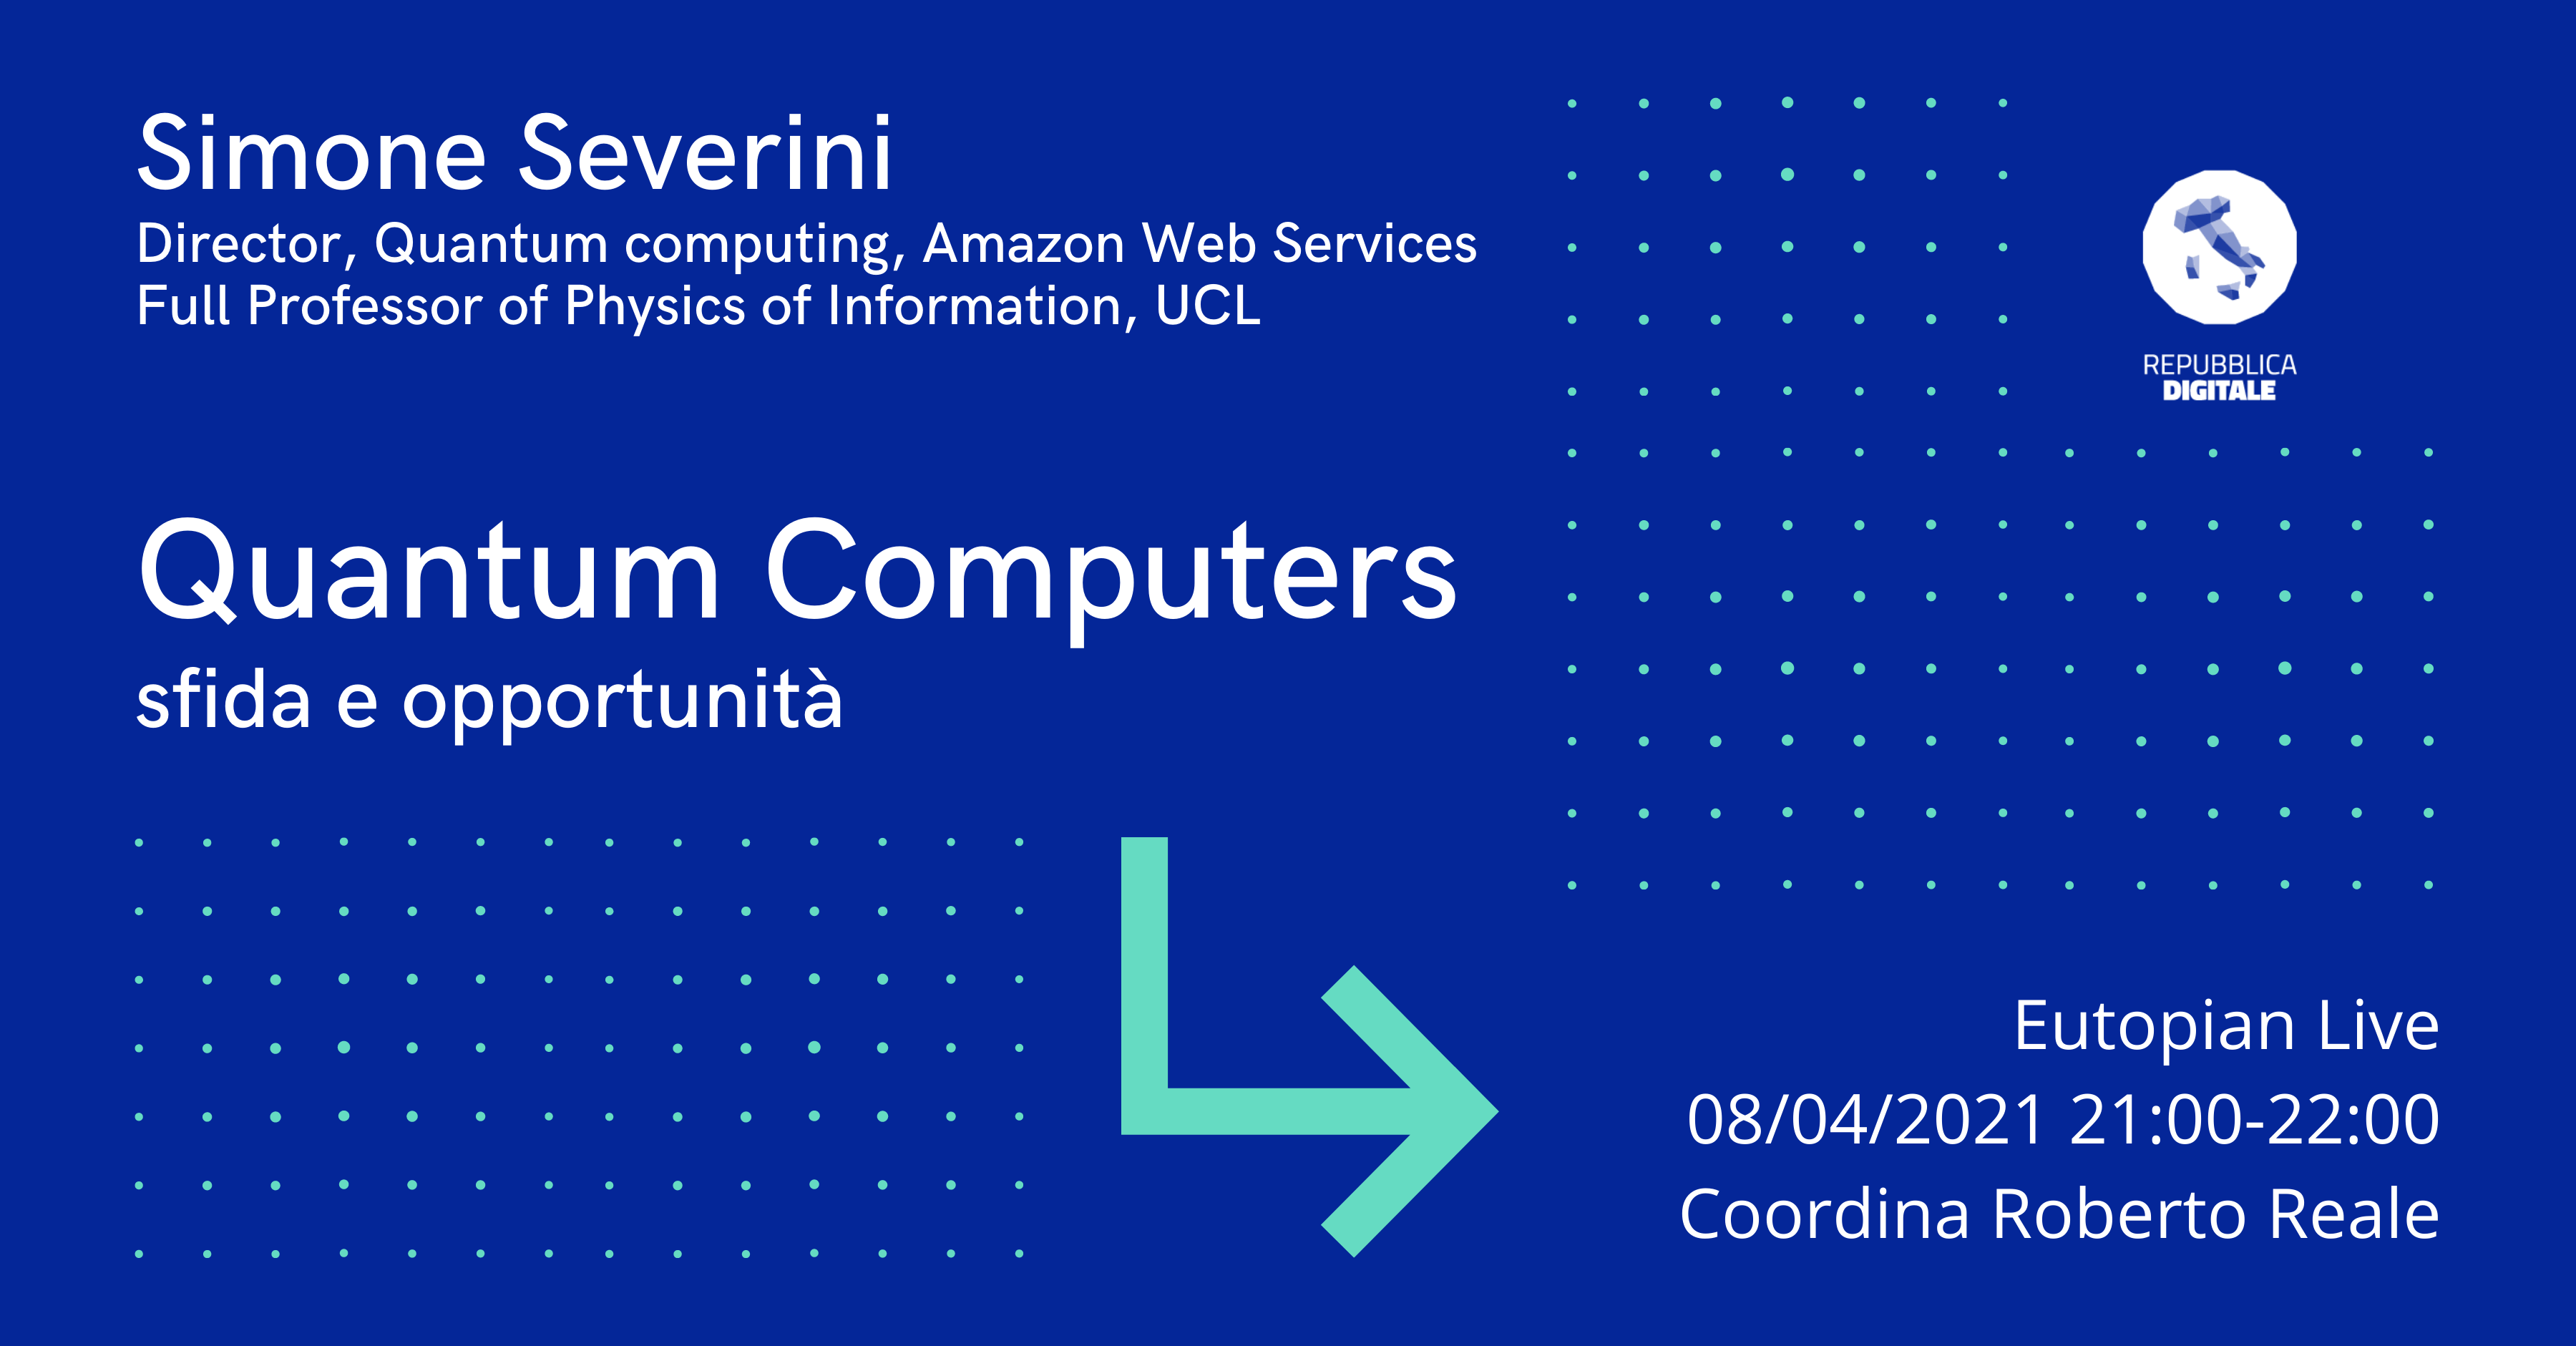 Simone Severini
Director, Quantum computing, Amazon Web Services
Full Professor of Physics of Information, UCL
REPUBBLICA
DIGITALE
Quantum Computers
sfida e opportunità
Eutopian Live
08/04/2021 21:00-22:00
Coordina Roberto Reale